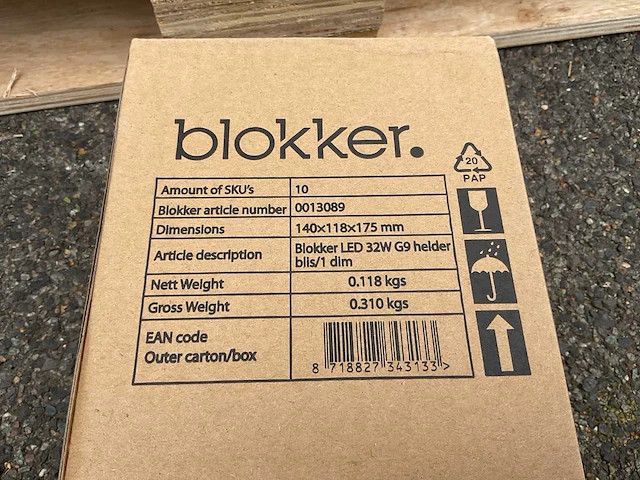 blokker.
20
PAP
Amount of SKU's 10
Blokker article number 0013089
Dimensions 140×118×175 mm
Article description Blokker LED 32W G9 helder
blis/1 dim
Nett Weight 0.118 kgs
Gross Weight 0.310 kgs
EAN code
Outer carton/box
8 718827 343133 >